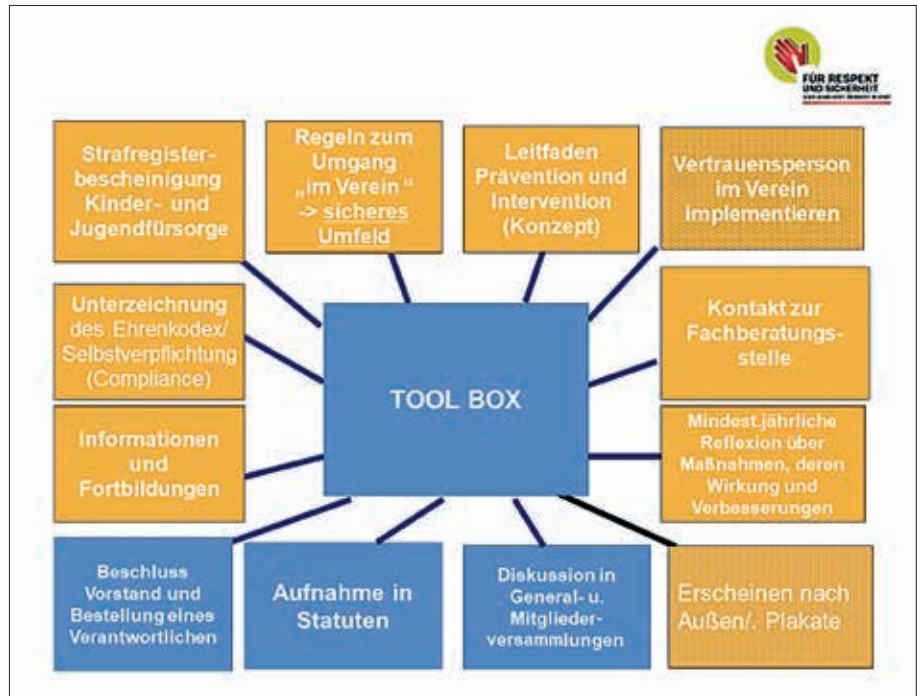 FÜR RESPEKT
UND SICHERHEIT
Strafregister-
bescheinigung
Kinder- und
Jugendfürsorge
Regeln zum
Umgang
„im Verein“
-> sicheres
Umfeld
Leitfaden
Prävention und
Intervention
(Konzept)
Vertrauensperson
im Verein
implementieren
Unterzeichnung
des Ehrenkodex/
Selbstverpflichtung
(Compliance)
TOOL BOX
Kontakt zur
Fachberatungs-
stelle
Informationen
und
Fortbildungen
Mindest.jährliche
Reflexion über
Maßnahmen, deren
Wirkung und
Verbesserungen
Beschluss
Vorstand und
Bestellung eines
Verantwortlichen
Aufnahme in
Statuten
Diskussion in
General- u.
Mitglieder-
versammlungen
Erscheinen nach
Außen/. Plakate